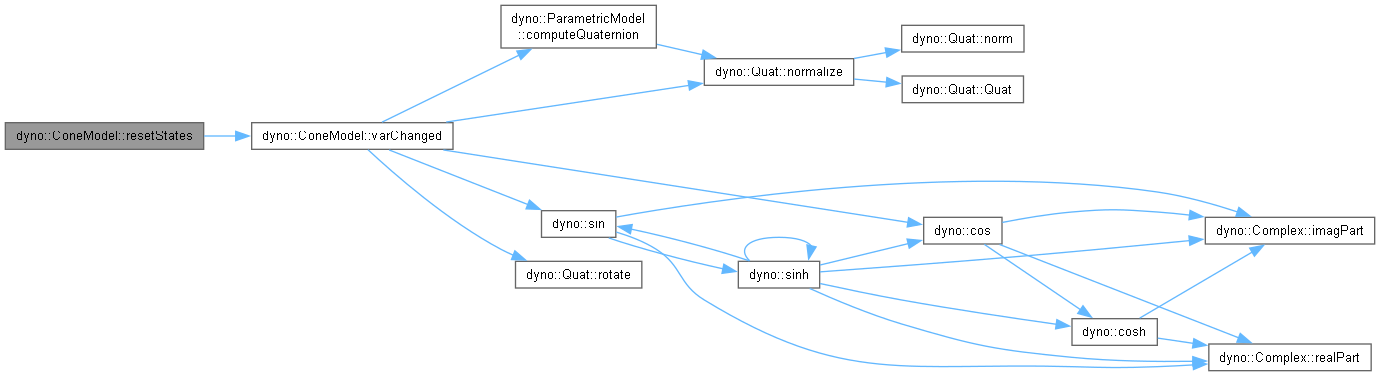 dyno::ParametricModel
::computeQuaternion
dyno::Quat::norm
dyno::Quat::normalize
dyno::Quat::Quat
dyno::ConeModel::resetStates
dyno::ConeModel::varChanged
dyno::sin
dyno::cos
dyno::Complex::imagPart
dyno::Quat::rotate
dyno::sinh
dyno::cosh
dyno::Complex::realPart